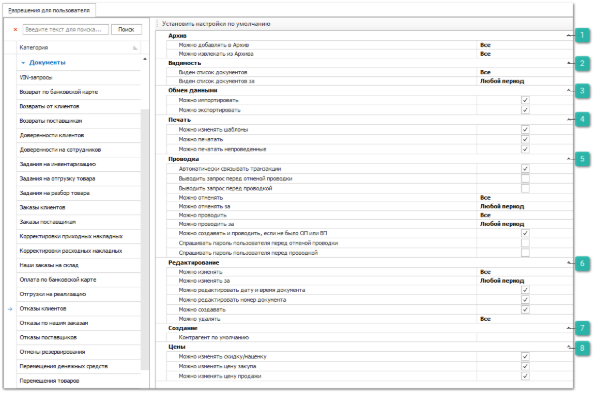 Разрешения для пользователя
Введите текст для поиска...
Поиск
Категория
Документы
VIN-запросы
Возврат по банковской карте
Возвраты от клиентов
Возвраты поставщикам
Доверенности клиентов
Доверенности на сотрудников
Задания на инвентаризацию
Задания на отгрузку товара
Задания на разбор товара
Заказы клиентов
Заказы поставщикам
Корректировки приходных накладных
Корректировки расходных накладных
Наши заказы на склад
Оплата по банковской карте
Отгрузки на реализацию
Отказы клиентов
Отказы по нашим заказам
Отказы поставщиков
Отмены резервирования
Перемещения денежных средств
Перемещения товаров
Установить настройки по умолчанию
Архив 1
Можно добавлять в Архив Все
Можно извлекать из Архива Все
Видимость 2
Виден список документов Все
Виден список документов за Любой период
Обмен данными 3
Можно импортировать
Можно экспортировать
Печать 4
Можно изменять шаблоны
Можно печатать
Можно печатать непроведенные
Проводка 5
Автоматически связывать транзакции
Выводить запрос перед отменой проводки
Выводить запрос перед проводкой
Можно отменять Все
Можно отменять за Любой период
Можно проводить Все
Можно проводить за Любой период
Можно создавать и проводить, если не было ОП или ВП
Спрашивать пароль пользователя перед отменой проводки
Спрашивать пароль пользователя перед проводкой
Редактирование 6
Можно изменять Все
Можно изменять за Любой период
Можно редактировать дату и время документа
Можно редактировать номер документа
Можно создавать
Можно удалять Все
Создание 7
Контрагент по умолчанию
Цены 8
Можно изменять скидку/наценку
Можно изменять цену закупа
Можно изменять цену продажи